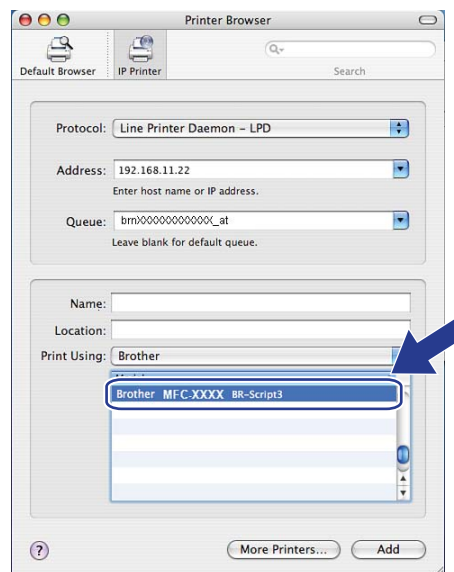 Printer Browser
Default Browser IP Printer Search
Protocol: Line Printer Daemon – LPD
Address: 192.168.11.22
Enter host name or IP address.
Queue: brnXXXXXXXXXXXX_at
Leave blank for default queue.
Name:
Location:
Print Using: Brother
Brother MFC-XXXX BR-Script3
? More Printers... Add